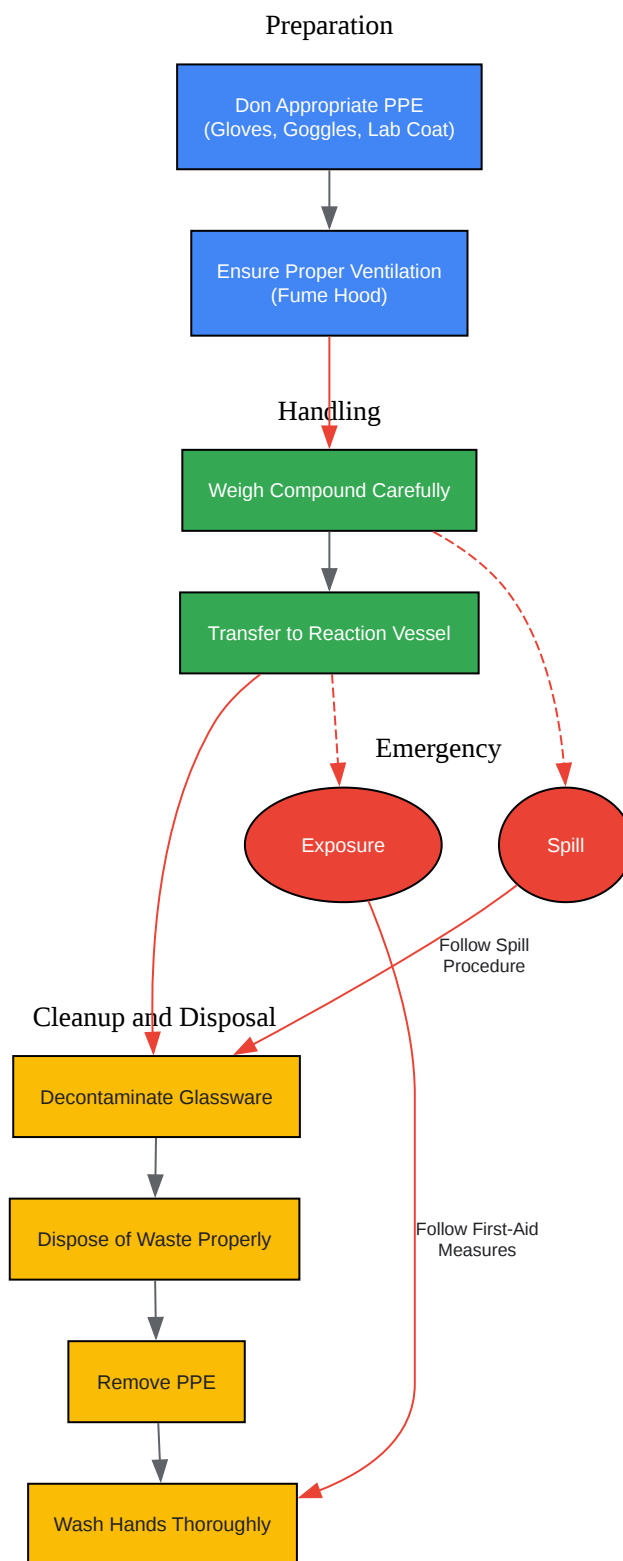 Preparation
Don Appropriate PPE
(Gloves, Goggles, Lab Coat)
Ensure Proper Ventilation
(Fume Hood)
Handling
Weigh Compound Carefully
Transfer to Reaction Vessel
Emergency
Exposure
Spill
Follow Spill
Procedure
Cleanup and Disposal
Decontaminate Glassware
Dispose of Waste Properly
Follow First-Aid
Measures
Remove PPE
Wash Hands Thoroughly